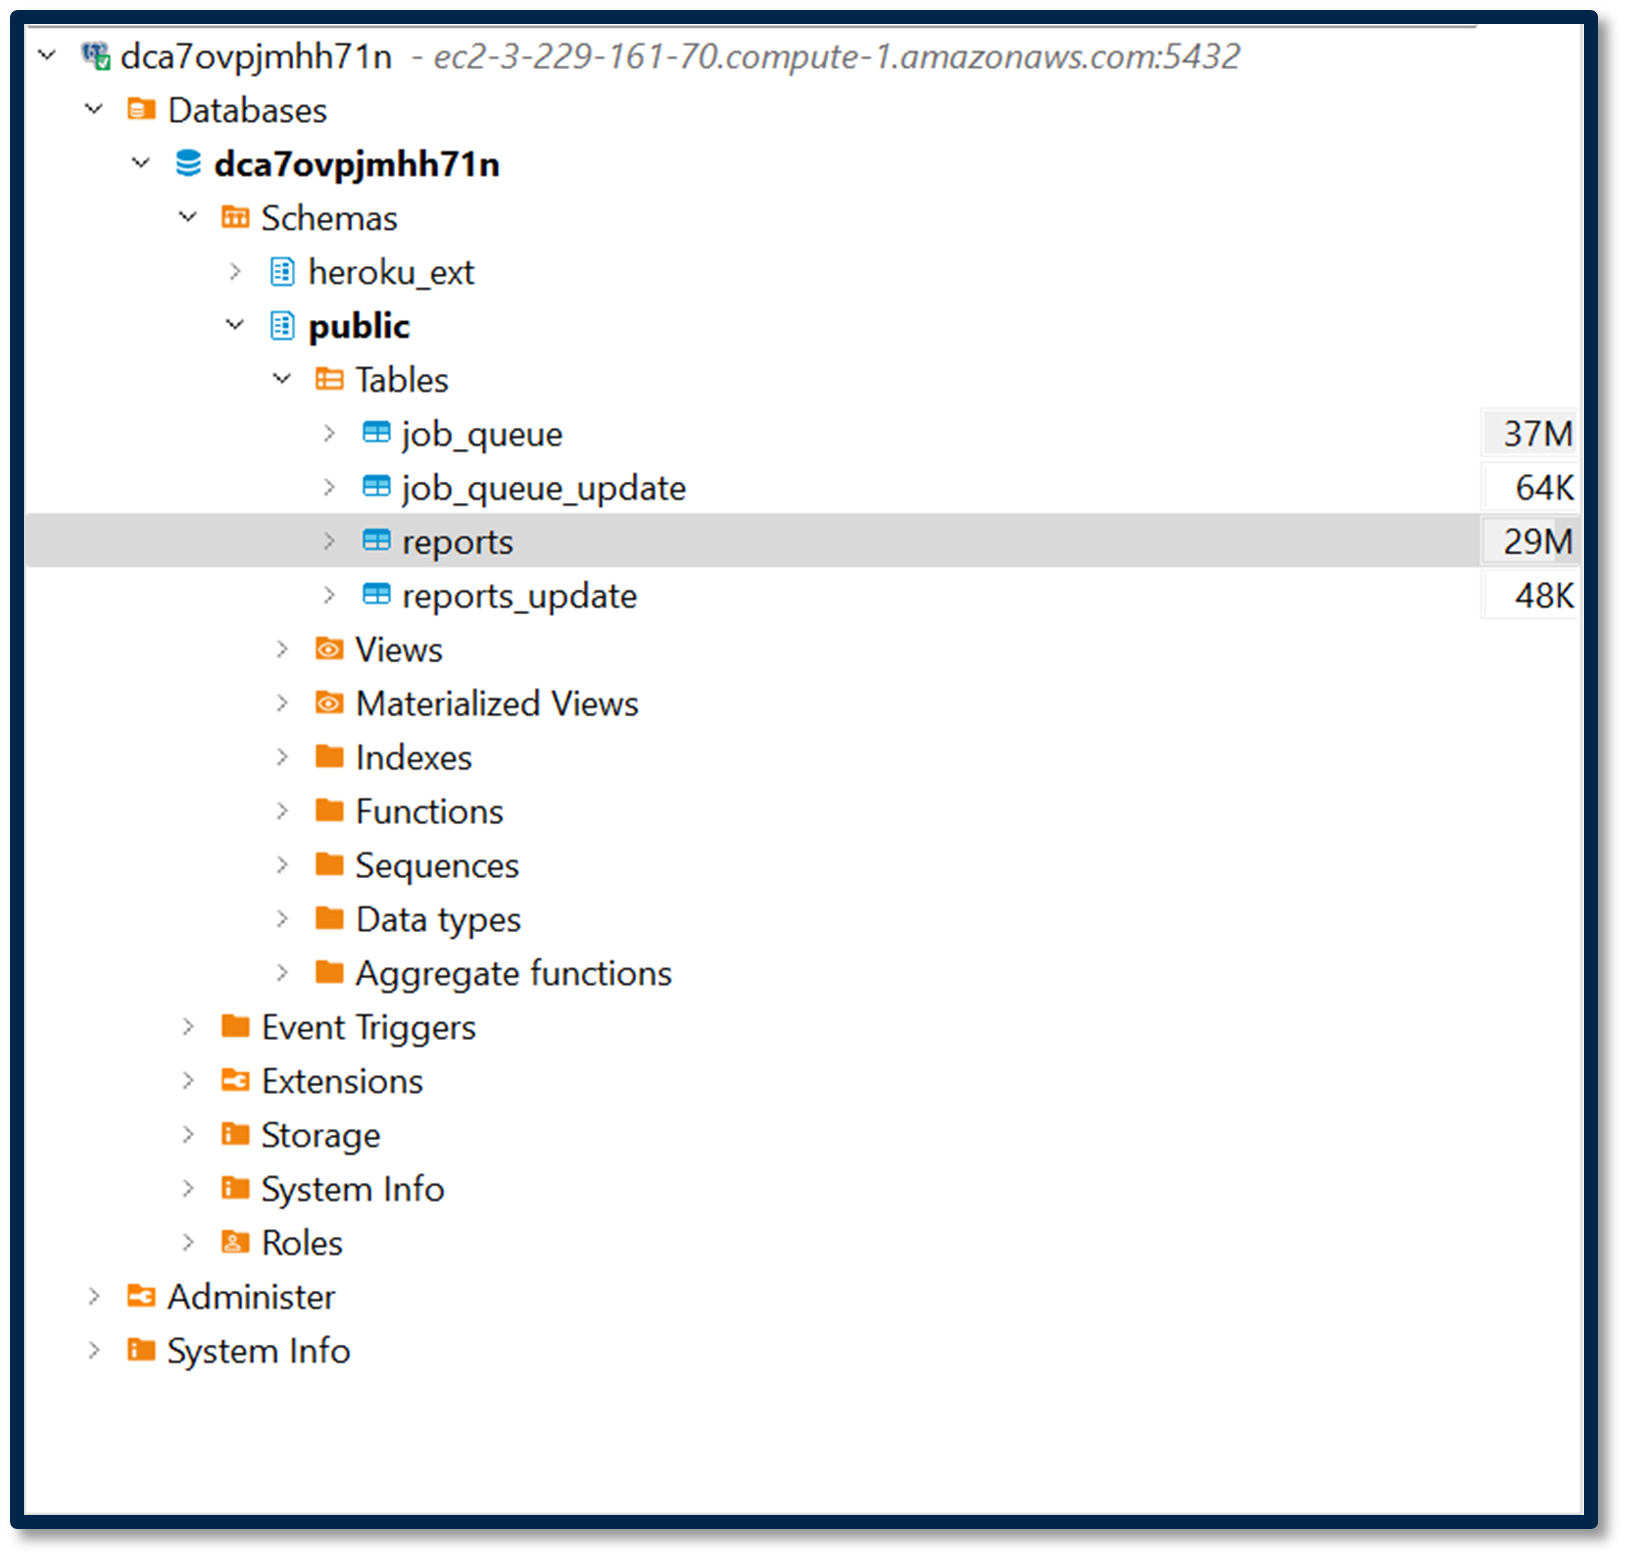 dca7ovpjmhh71n - ec2-3-229-161-70.compute-1.amazonaws.com:5432
Databases
dca7ovpjmhh71n
Schemas
heroku_ext
public
Tables
job_queue 37M
job_queue_update 64K
reports 29M
reports_update 48K
Views
Materialized Views
Indexes
Functions
Sequences
Data types
Aggregate functions
Event Triggers
Extensions
Storage
System Info
Roles
Administer
System Info